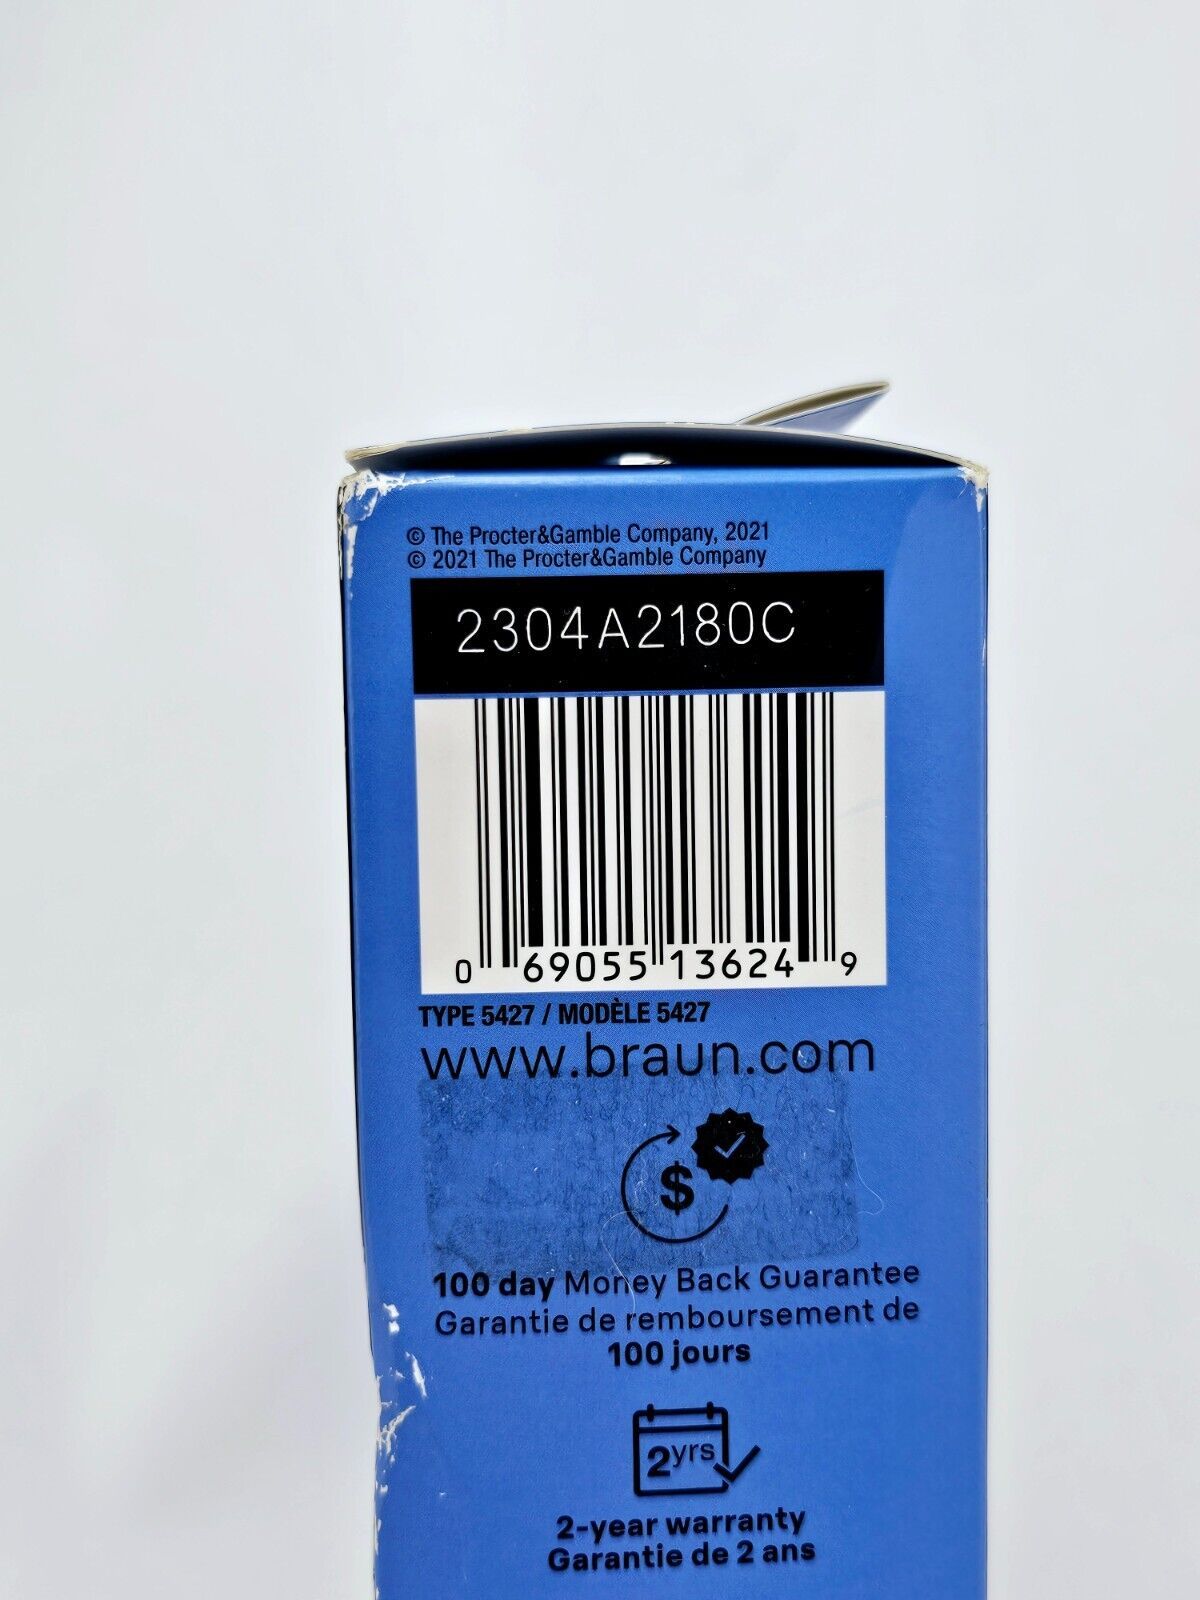 © The Procter&Gamble Company, 2021
© 2021 The Procter&Gamble Company
2304A2180C
0 69055 13624 9
TYPE 5427 / MODÈLE 5427
www.braun.com
$
100 day Money Back Guarantee
Garantie de remboursement de
100 jours
2yrs
2-year warranty
Garantie de 2 ans